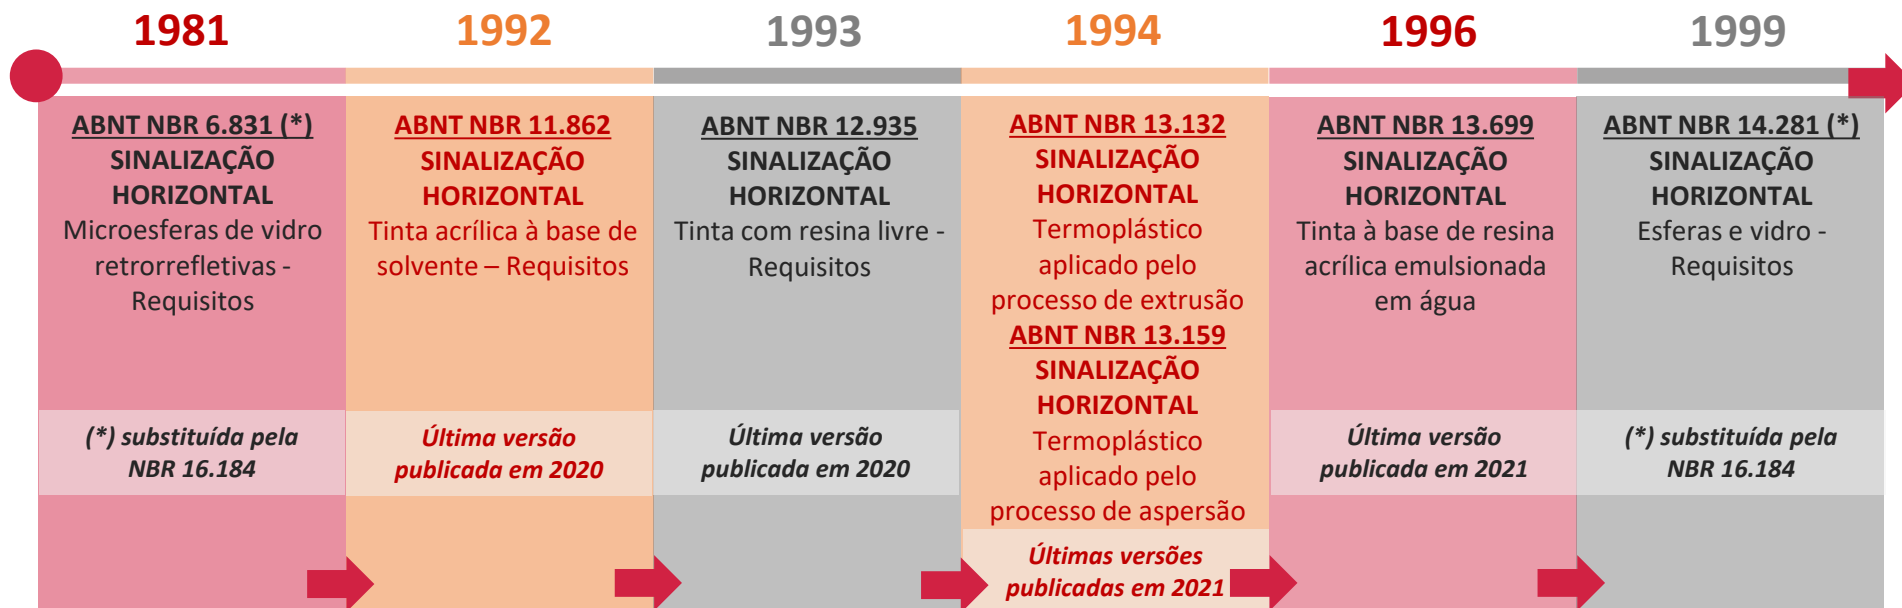 1981
ABNT NBR 6.831 (*)
SINALIZAÇÃO
HORIZONTAL
Microesferas de vidro
retrorrefletivas -
Requisitos
(*) substituída pela
NBR 16.184
1992
ABNT NBR 11.862
SINALIZAÇÃO
HORIZONTAL
Tinta acrílica à base de
solvente – Requisitos
Última versão
publicada em 2020
1993
ABNT NBR 12.935
SINALIZAÇÃO
HORIZONTAL
Tinta com resina livre -
Requisitos
Última versão
publicada em 2020
1994
ABNT NBR 13.132
SINALIZAÇÃO
HORIZONTAL
Termoplástico
aplicado pelo
processo de extrusão
ABNT NBR 13.159
SINALIZAÇÃO
HORIZONTAL
Termoplástico
aplicado pelo
processo de aspersão
Últimas versões
publicadas em 2021
1996
ABNT NBR 13.699
SINALIZAÇÃO
HORIZONTAL
Tinta à base de resina
acrílica emulsionada
em água
Última versão
publicada em 2021
1999
ABNT NBR 14.281 (*)
SINALIZAÇÃO
HORIZONTAL
Esferas e vidro -
Requisitos
(*) substituída pela
NBR 16.184